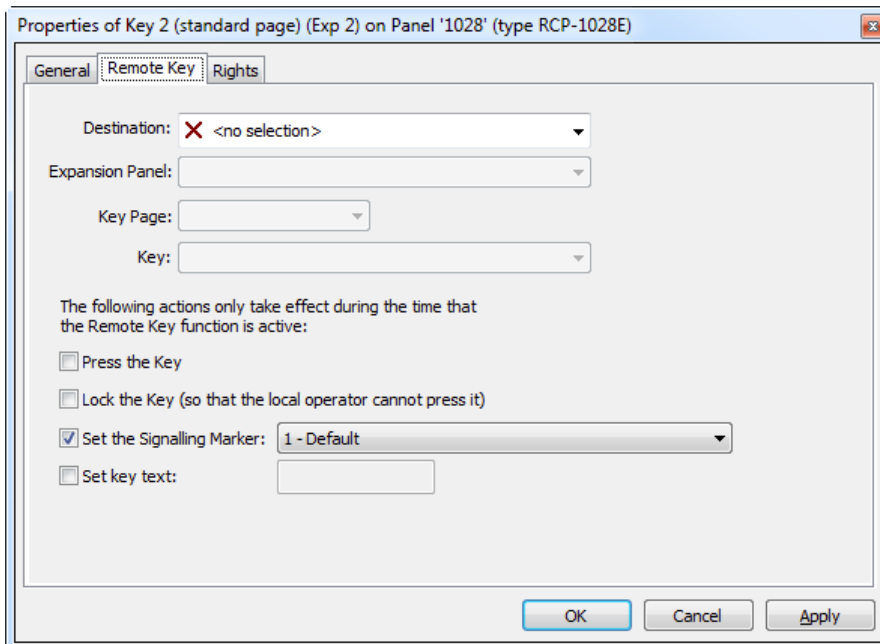 Properties of Key 2 (standard page) (Exp 2) on Panel '1028' (type RCP-1028E)
General Remote Key Rights
Destination: <no selection>
Expansion Panel:
Key Page:
Key:
The following actions only take effect during the time that
the Remote Key function is active:
Press the Key
Lock the Key (so that the local operator cannot press it)
Set the Signalling Marker: 1 - Default
Set key text:
OK Cancel Apply